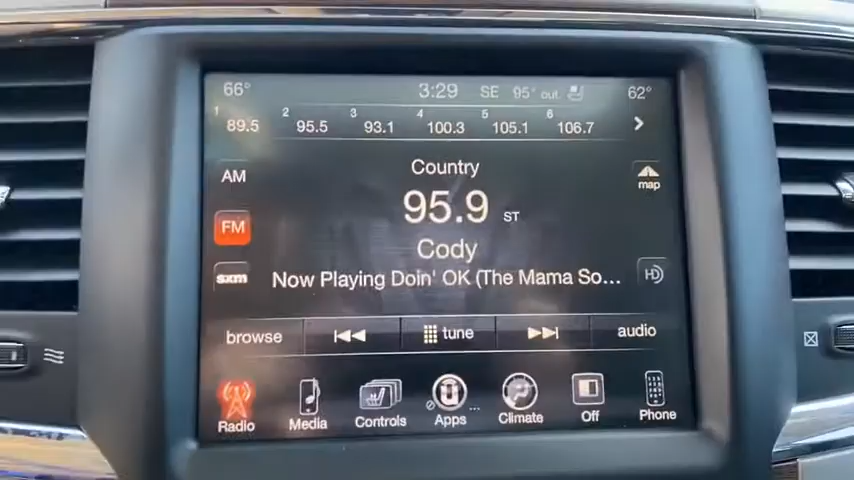 66° 3:29 SE 95° out 62°
1 89.5 2 95.5 3 93.1 4 100.3 5 105.1 6 106.7
Country
AM
map
95.9 ST
FM
Cody
HD
sxm
Now Playing Doin' OK (The Mama So...
browse tune audio
Radio Media Controls Apps Climate Off Phone